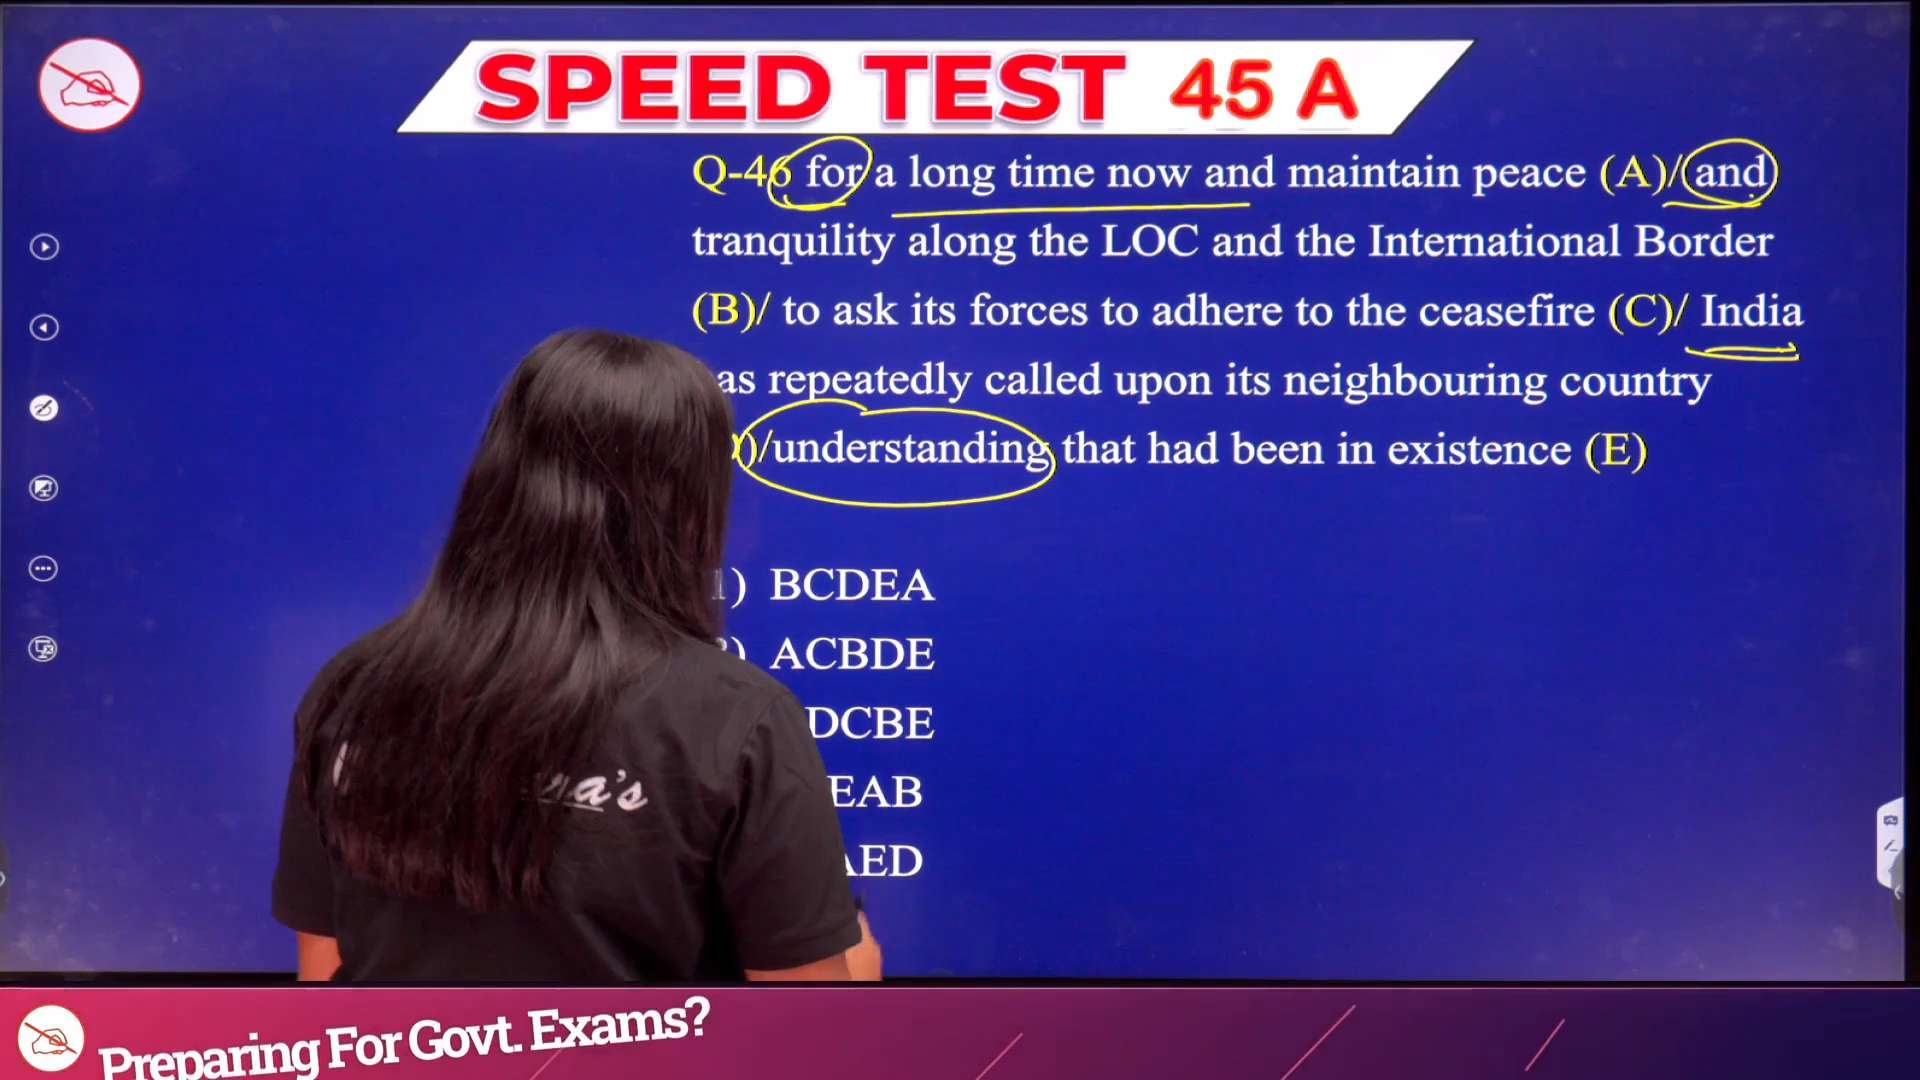 SPEED TEST 45 A
Q-46 for a long time now and maintain peace (A)/ and
tranquility along the LOC and the International Border
(B)/ to ask its forces to adhere to the ceasefire (C)/ India
repeatedly called upon its neighbouring country
)/understanding that had been in existence (E)
1) BCDEA
) ACBDE
DCBE
EAB
AED
a's
Preparing For Govt. Exams?